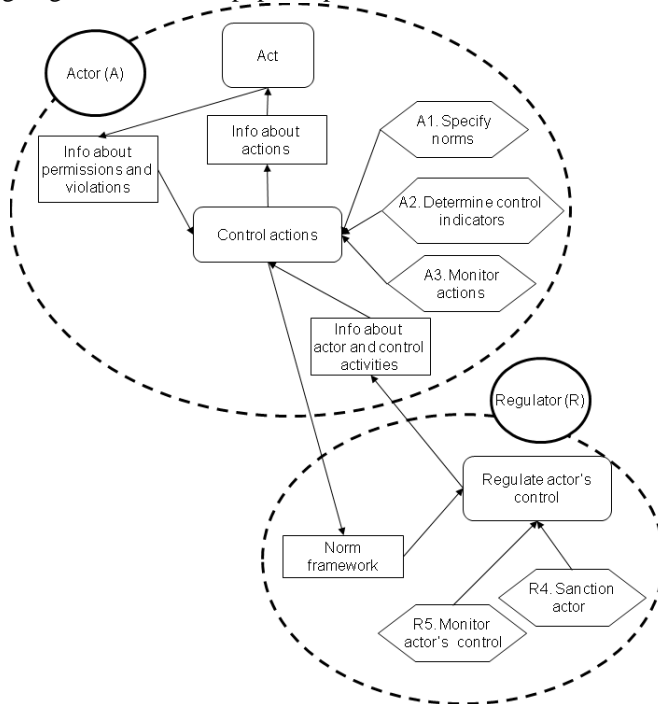 Actor (A)
Act
Info about
permissions and
violations
Info about
actions
A1. Specify
norms
A2. Determine control
indicators
Control actions
A3. Monitor
actions
Info about
actor and control
activities
Regulator (R)
Regulate actor's
control
Norm
framework
R4. Sanction
actor
R5. Monitor
actor's control